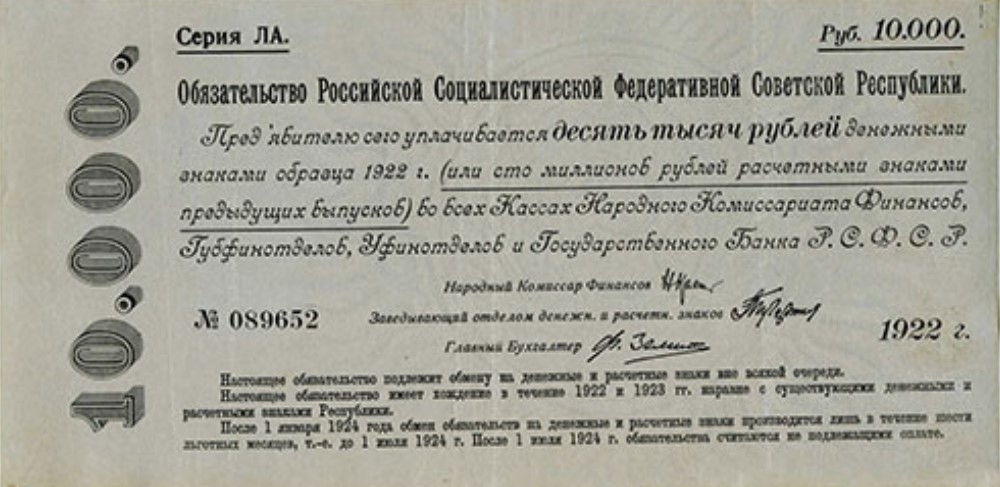 Серия ЛА.
Руб. 10.000.
Обязательство Российской Социалистической Федеративной Советской Республики.
Пред'явителю сего уплачивается десять тысяч рублей денежными
знаками образца 1922 г. (или сто миллионов рублей расчетными знаками
предыдущих выпусков) во всех Кассах Народного Комиссариата Финансов,
Губфинотделов, Уфинотделов и Государственного Банка Р. С. Ф. С. Р.
Народный Комиссар Финансов
№ 089652
Заведывающий отделом денежн. и расчетн. знаков
Главный Бухгалтер
1922 г.
Настоящее обязательство подлежит обмену на денежные и расчетные знаки вне всякой очереди.
Настоящее обязательство имеет хождение в течение 1922 и 1923 гг. наравне с существующими денежными и
расчетными знаками Республики.
После 1 января 1924 года обмен обязательств на денежные и расчетные знаки производится лишь в течение шести
льготных месяцев, т.-е. до 1 июля 1924 г. После 1 июля 1924 г. обязательства считаются не подлежащими оплате.
10.000.